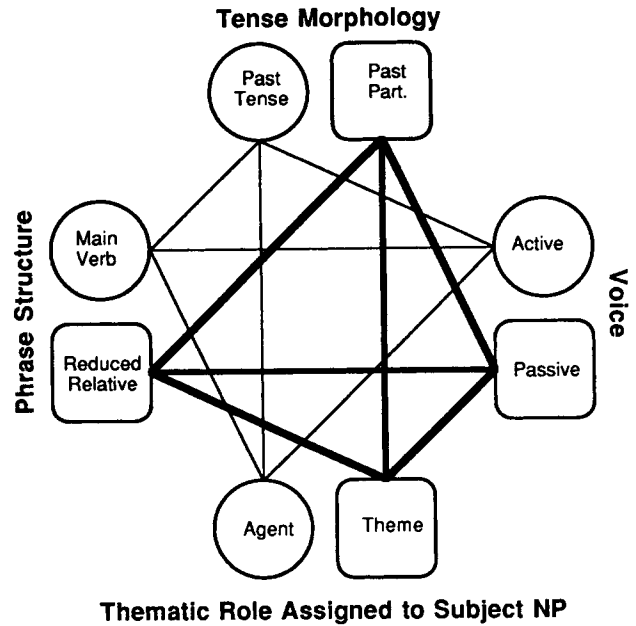 Tense Morphology
Past
Tense
Past
Part.
Main
Verb
Active
Phrase Structure
Voice
Reduced
Relative
Passive
Agent
Theme
Thematic Role Assigned to Subject NP